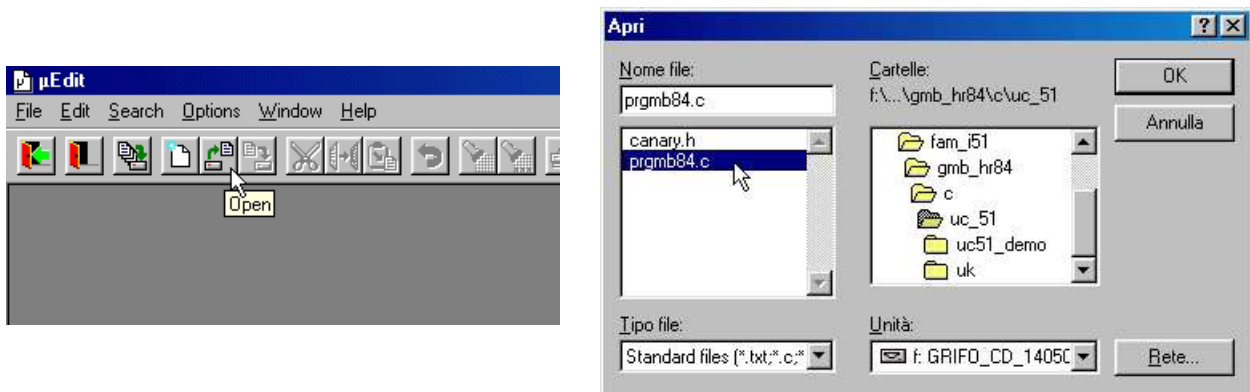 µEdit
File Edit Search Options Window Help
Open
Apri
Nome file:
prgmb84.c
canary.h
prgmb84.c
Tipo file:
Standard files (*.txt;*.c;*
Cartelle:
f:\...\gmb_hr84\c\uc_51
fam_i51
gmb_hr84
c
uc_51
uc51_demo
uk
Unità:
f: GRIFO_CD_1405
OK
Annulla
Rete...